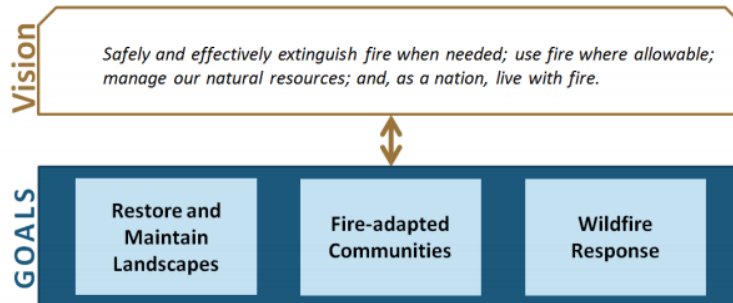 Vision
Safely and effectively extinguish fire when needed; use fire where allowable;
manage our natural resources; and, as a nation, live with fire.
GOALS
Restore and
Maintain
Landscapes
Fire-adapted
Communities
Wildfire
Response